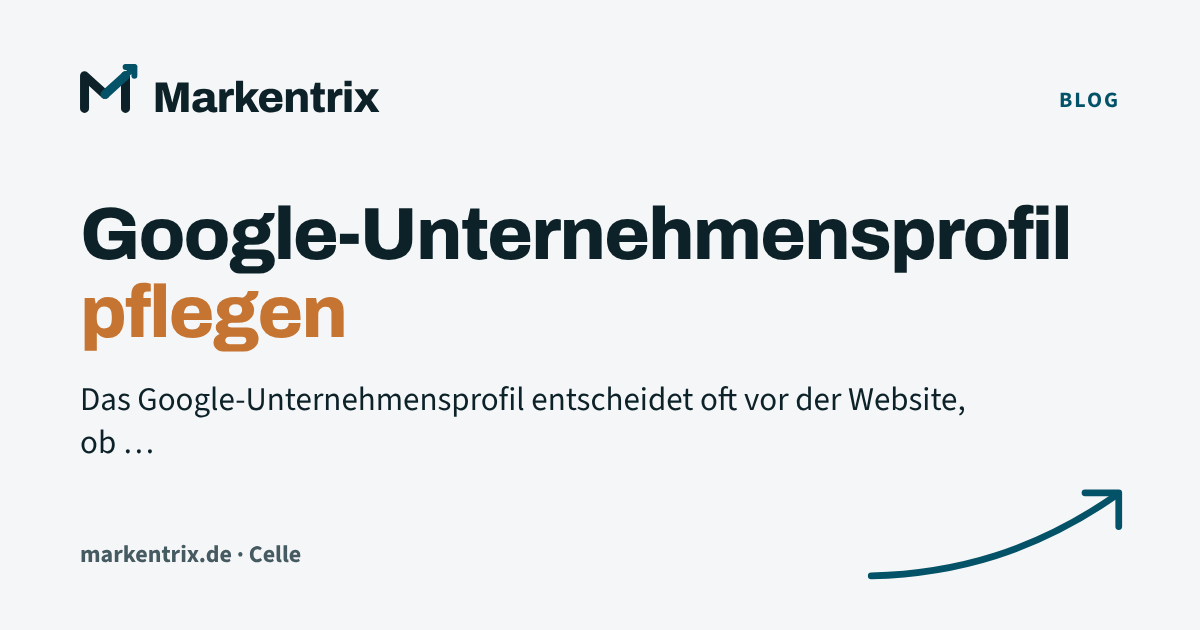 Markentrix
BLOG
Google-Unternehmensprofil
pflegen
Das Google-Unternehmensprofil entscheidet oft vor der Website,
ob …
markentrix.de · Celle